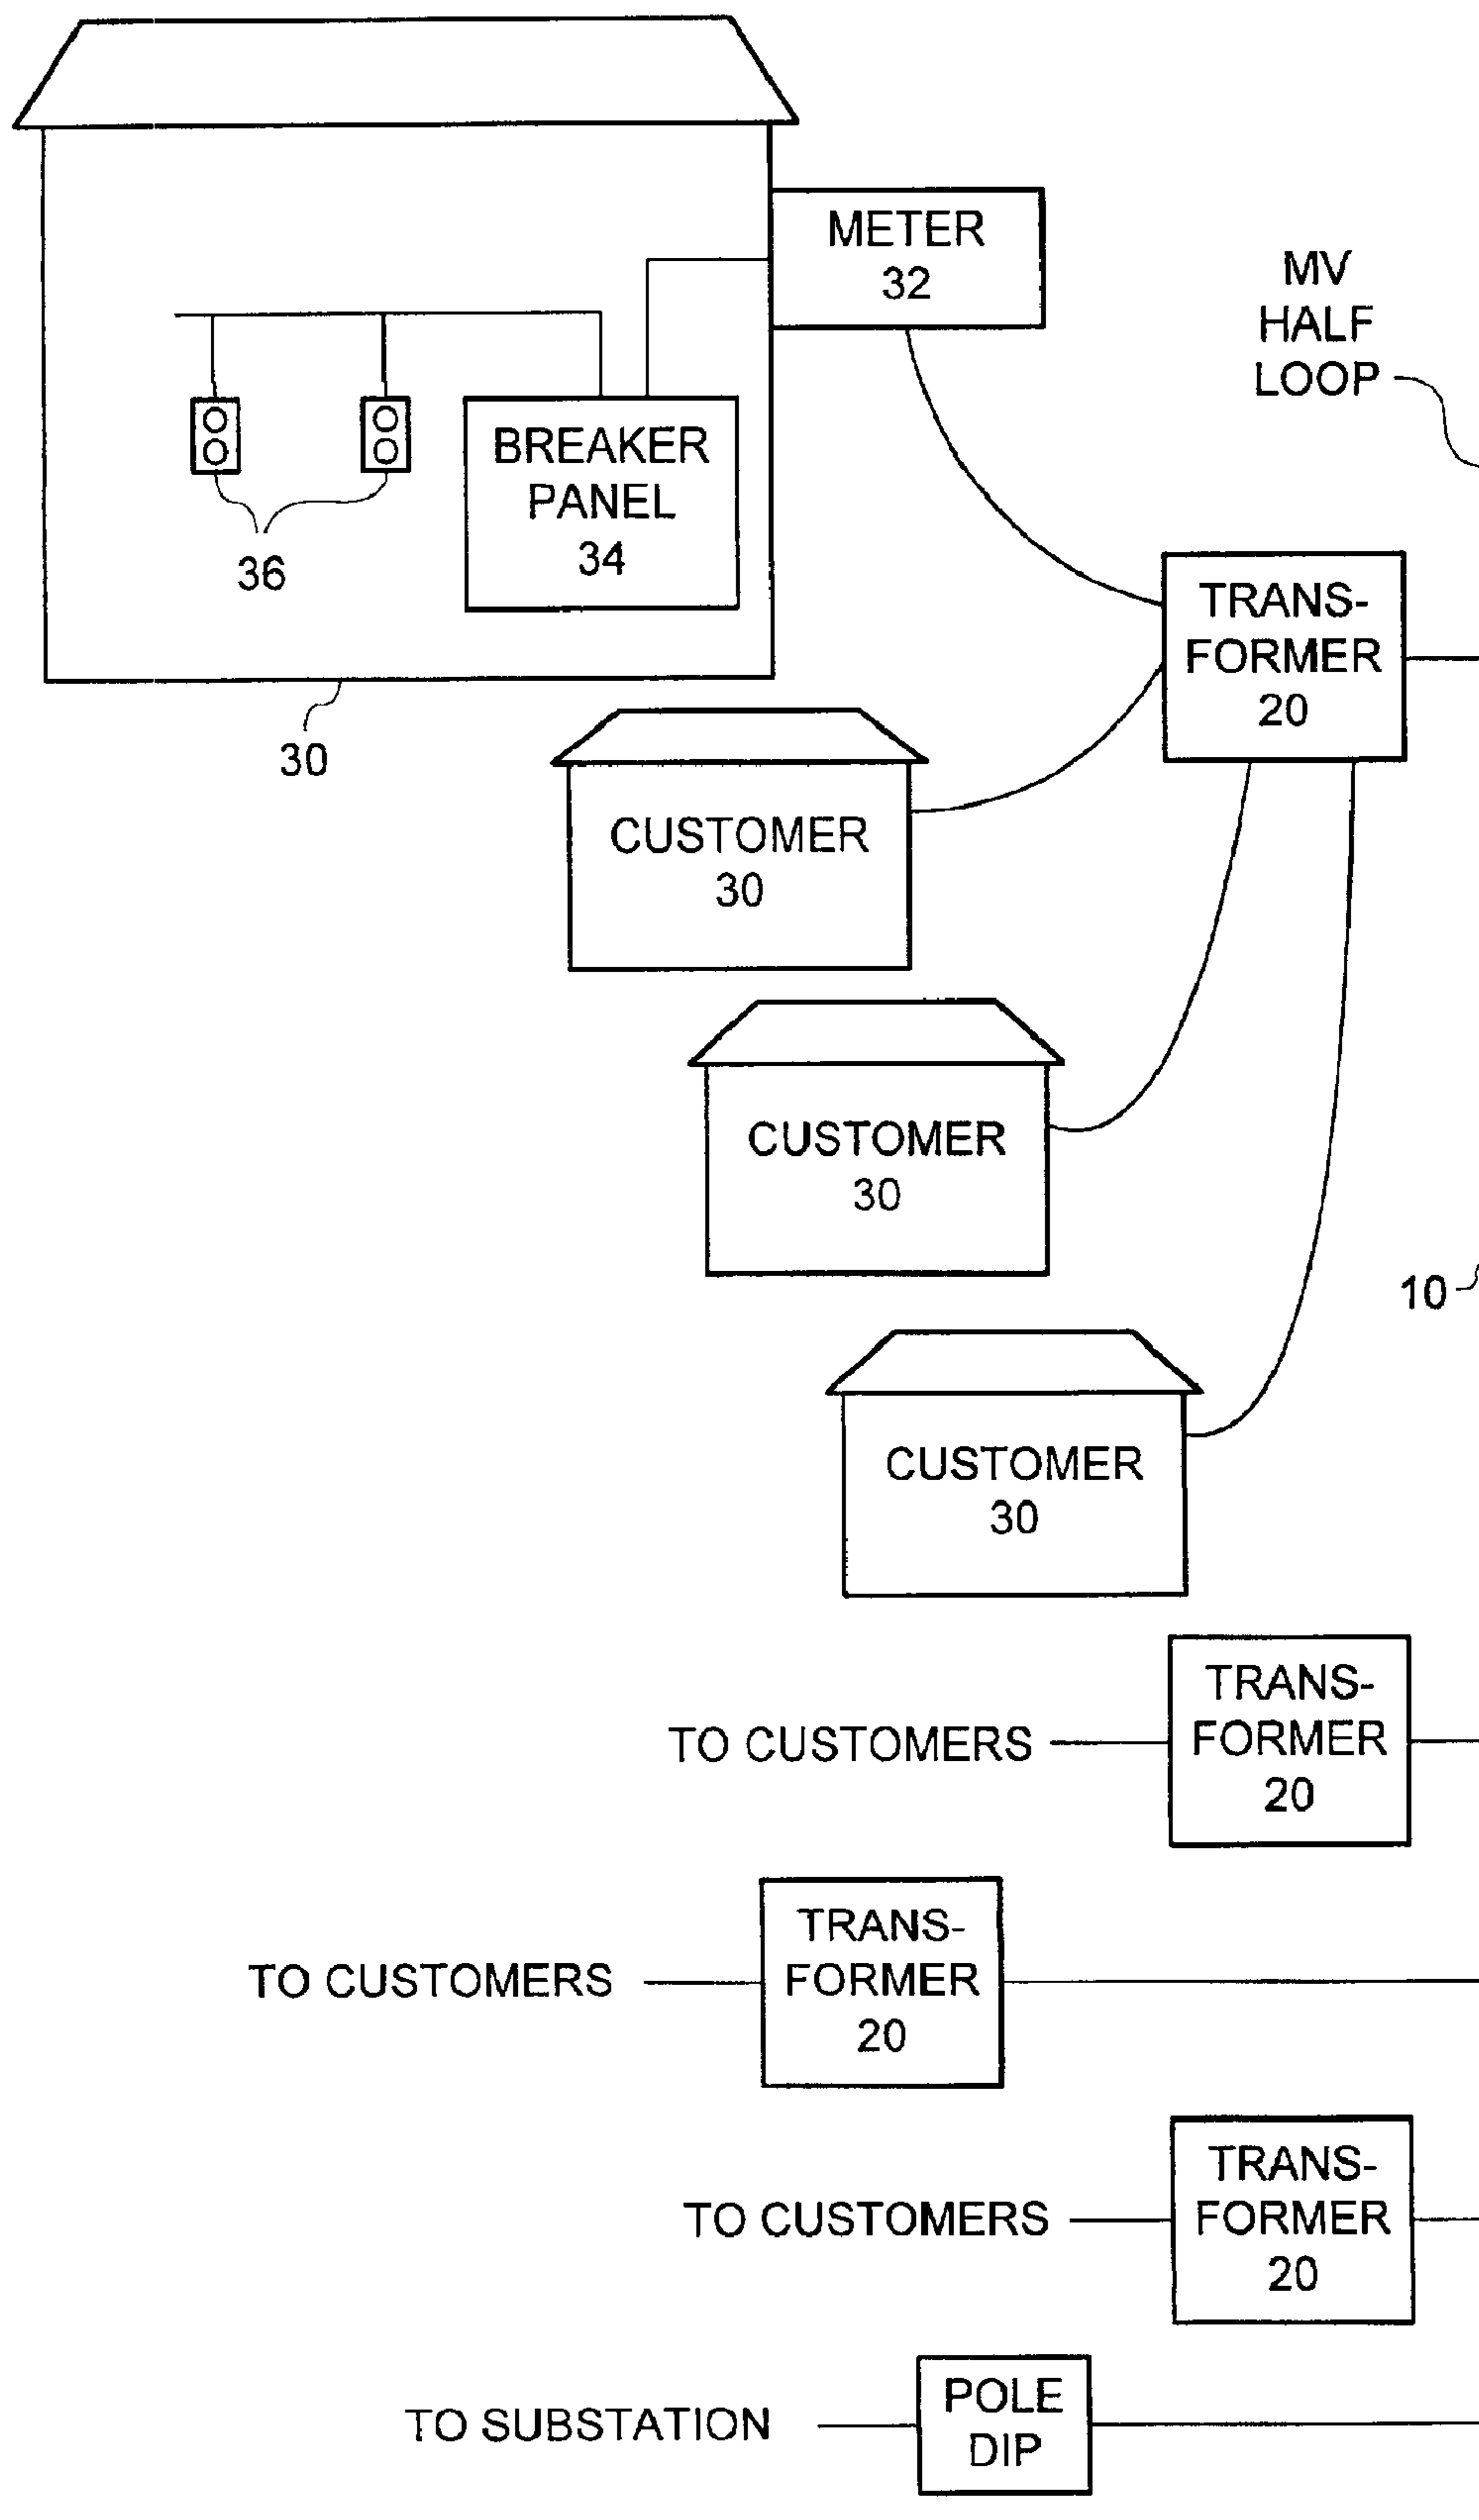 METER
32
MV
HALF
LOOP
BREAKER
PANEL
34
36
TRANS-
FORMER
20
30
CUSTOMER
30
CUSTOMER
30
10
CUSTOMER
30
TRANS-
FORMER
20
TO CUSTOMERS
TRANS-
FORMER
20
TO CUSTOMERS
TRANS-
FORMER
20
TO CUSTOMERS
POLE
DIP
TO SUBSTATION